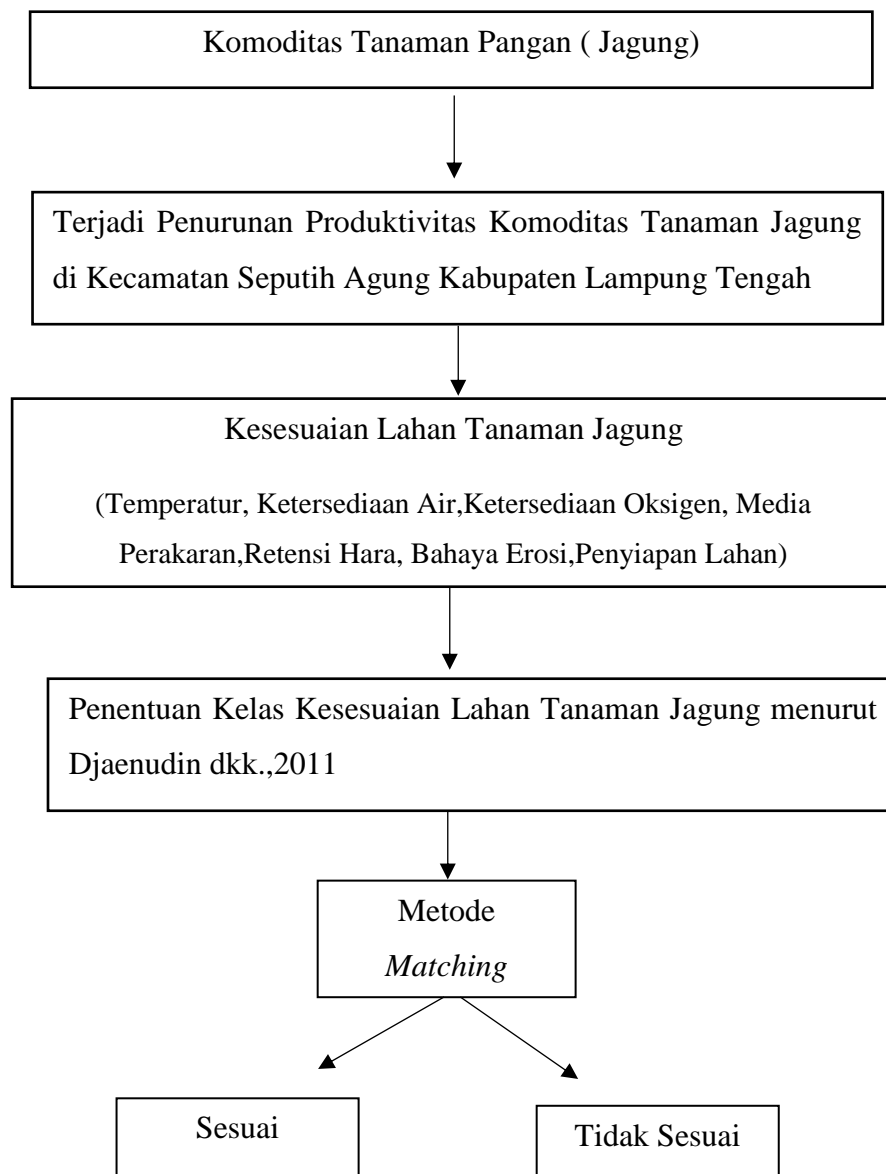 Komoditas Tanaman Pangan ( Jagung)
Terjadi Penurunan Produktivitas Komoditas Tanaman Jagung
di Kecamatan Seputih Agung Kabupaten Lampung Tengah
Kesesuaian Lahan Tanaman Jagung
(Temperatur, Ketersediaan Air,Ketersediaan Oksigen, Media
Perakaran,Retensi Hara, Bahaya Erosi,Penyiapan Lahan)
Penentuan Kelas Kesesuaian Lahan Tanaman Jagung menurut
Djaenudin dkk.,2011
Metode
Matching
Sesuai
Tidak Sesuai